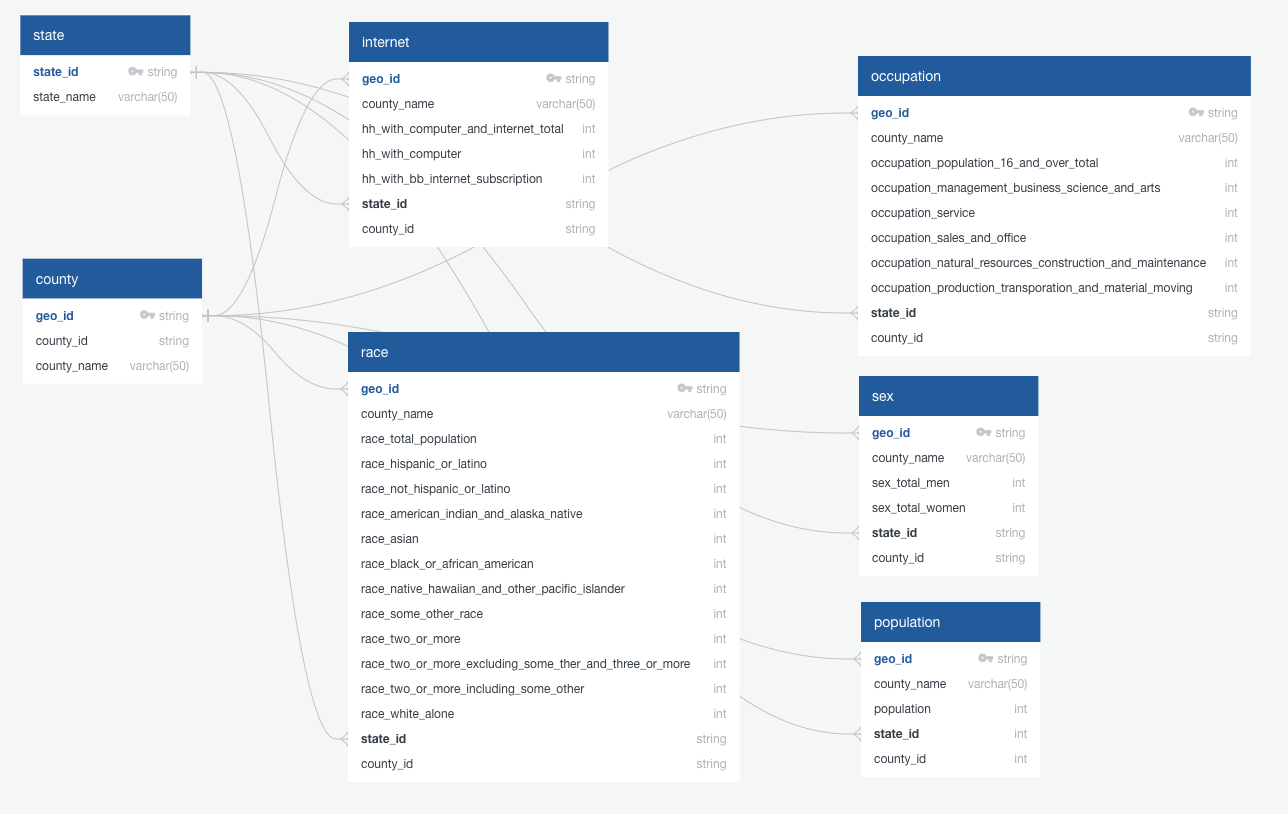 state
state_id string
state_name varchar(50)
internet
geo_id string
county_name varchar(50)
hh_with_computer_and_internet_total int
hh_with_computer int
hh_with_bb_internet_subscription int
state_id string
county_id string
occupation
geo_id string
county_name varchar(50)
occupation_population_16_and_over_total int
occupation_management_business_science_and_arts int
occupation_service int
occupation_sales_and_office int
occupation_natural_resources_construction_and_maintenance int
occupation_production_transporation_and_material_moving int
state_id string
county_id string
county
geo_id string
county_id string
county_name varchar(50)
race
geo_id string
county_name varchar(50)
race_total_population int
race_hispanic_or_latino int
race_not_hispanic_or_latino int
race_american_indian_and_alaska_native int
race_asian int
race_black_or_african_american int
race_native_hawaiian_and_other_pacific_islander int
race_some_other_race int
race_two_or_more int
race_two_or_more_excluding_some_ther_and_three_or_more int
race_two_or_more_including_some_other int
race_white_alone int
state_id string
county_id string
sex
geo_id string
county_name varchar(50)
sex_total_men int
sex_total_women int
state_id string
county_id string
population
geo_id string
county_name varchar(50)
population int
state_id int
county_id int